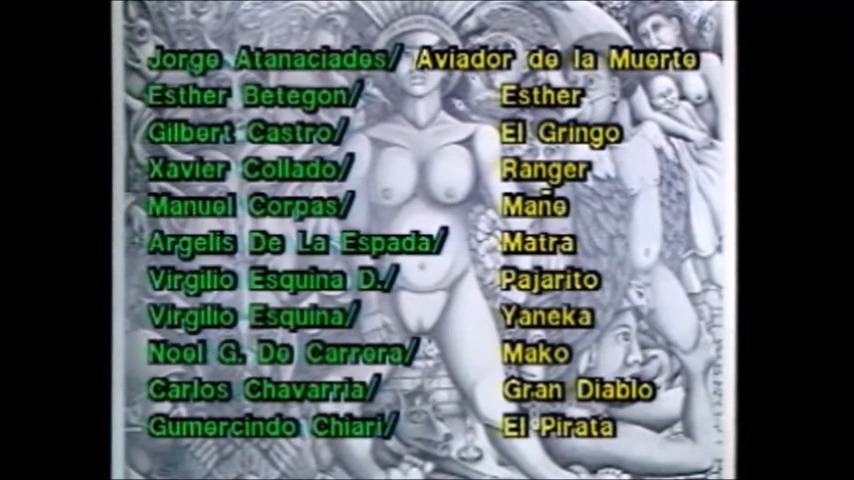 Jorge Atanaciades/ Aviador de la Muerte
Esther Betegon/ Esther
Gilbert Castro/ El Gringo
Xavier Collado/ Ranger
Manuel Corpas/ Mañe
Argelis De La Espada/ Matra
Virgilio Esquina D./ Pajarito
Virgilio Esquina/ Yaneka
Noel G. De Carrera/ Mako
Carlos Chavarria/ Gran Diablo
Gumercindo Chiari/ El Pirata